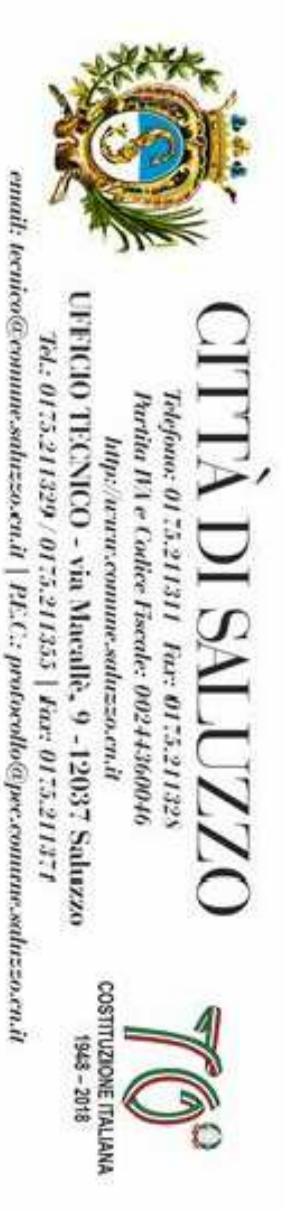 CITTÀ DI SALUZZO
Telefono: 0175.211311 Fax: 0175.211328
Partita IVA e Codice Fiscale: 00244360046
http://www.comune.saluzzo.cn.it
UFFICIO TECNICO - via Macallè, 9 - 12037 Saluzzo
Tel.: 0175.211329 / 0175.211355 | Fax: 0175.211371
email: tecnico@comune.saluzzo.cn.it | P.E.C.: protocollo@pec.comune.saluzzo.cn.it
70°
COSTITUZIONE ITALIANA
1948 – 2018